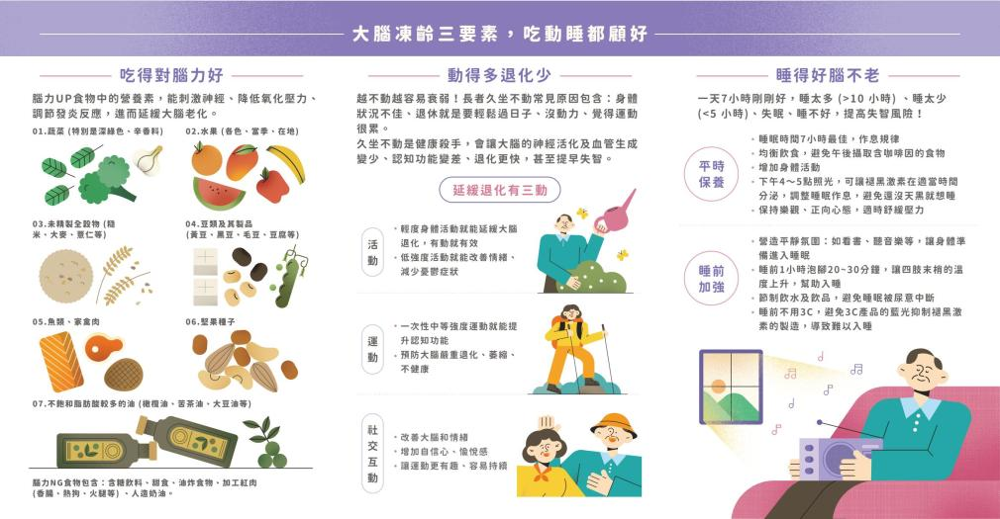 大腦凍齡三要素，吃動睡都顧好
吃得對腦力好
腦力UP食物中的營養素，能刺激神經、降低氧化壓力、
調節發炎反應，進而延緩大腦老化。
01.蔬菜 (特別是深綠色、辛香料)
02.水果 (各色、當季、在地)
03.未精製全穀物 (糙
米、大麥、薏仁等)
04.豆類及其製品
(黃豆、黑豆、毛豆、豆腐等)
05.魚類、家禽肉
06.堅果種子
07.不飽和脂肪酸較多的油 (橄欖油、苦茶油、大豆油等)
腦力NG食物包含：含糖飲料、甜食、油炸食物、加工紅肉
(香腸、熱狗、火腿等) 、人造奶油。
動得多退化少
越不動越容易衰弱！長者久坐不動常見原因包含：身體
狀況不佳、退休就是要輕鬆過日子、沒動力、覺得運動
很累。
久坐不動是健康殺手，會讓大腦的神經活化及血管生成
變少、認知功能變差、退化更快，甚至提早失智。
延緩退化有三動
活動
• 輕度身體活動就能延緩大腦
退化，有動就有效
• 低強度活動就能改善情緒、
減少憂鬱症狀
運動
• 一次性中等強度運動就能提
升認知功能
• 預防大腦嚴重退化、萎縮、
不健康
社交互動
• 改善大腦和情緒
• 增加自信心、愉悅感
• 讓運動更有趣、容易持續
睡得好腦不老
一天7小時剛剛好，睡太多 (>10 小時) 、睡太少
(<5 小時)、失眠、睡不好，提高失智風險！
平時
保養
• 睡眠時間7小時最佳，作息規律
• 均衡飲食，避免午後攝取含咖啡因的食物
• 增加身體活動
• 下午4～5點照光，可讓褪黑激素在適當時間
分泌，調整睡眠作息，避免還沒天黑就想睡
• 保持樂觀、正向心態，適時紓緩壓力
睡前
加強
• 營造平靜氛圍：如看書、聽音樂等，讓身體準
備進入睡眠
• 睡前1小時泡腳20~30分鐘，讓四肢末梢的溫
度上升，幫助入睡
• 節制飲水及飲品，避免睡眠被尿意中斷
• 睡前不用3C，避免3C產品的藍光抑制褪黑激
素的製造，導致難以入睡